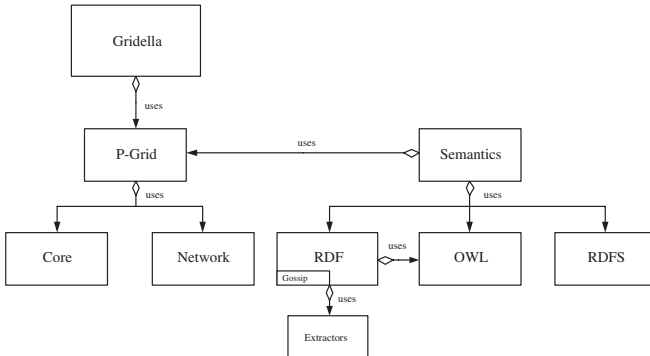 Gridella
uses
P-Grid
uses
Semantics
uses
uses
Core
Network
RDF
uses
OWL
RDFS
Gossip
uses
Extractors